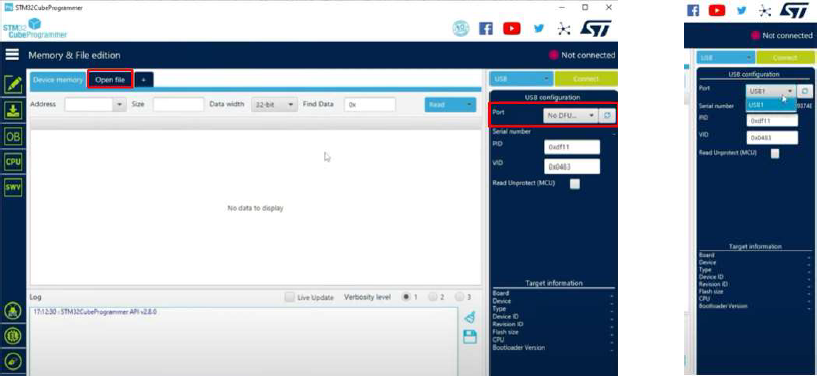 STM32CubeProgrammer
STM32
CubeProgrammer
Memory & File edition
Not connected
Device memory
Open file
+
USB
Connect
Address
Size
Data width
32-bit
Find Data
0x
Read
USB configuration
Port
No DFU...
Serial number
PID
0xdf11
VID
0x0483
Read Unprotect (MCU)
No data to display
OB
CPU
SWV
Log
Live Update
Verbosity level
1
2
3
17:12:30 : STM32CubeProgrammer API v2.8.0
Target information
Board
Device
Type
Device ID
Revision ID
Flash size
CPU
Bootloader Version
Not connected
USB
Connect
USB configuration
Port
USB1
USB1
Serial number
PID
0xdf11
VID
0x0483
Read Unprotect (MCU)
Target information
Board
Device
Type
Device ID
Revision ID
Flash size
CPU
Bootloader Version